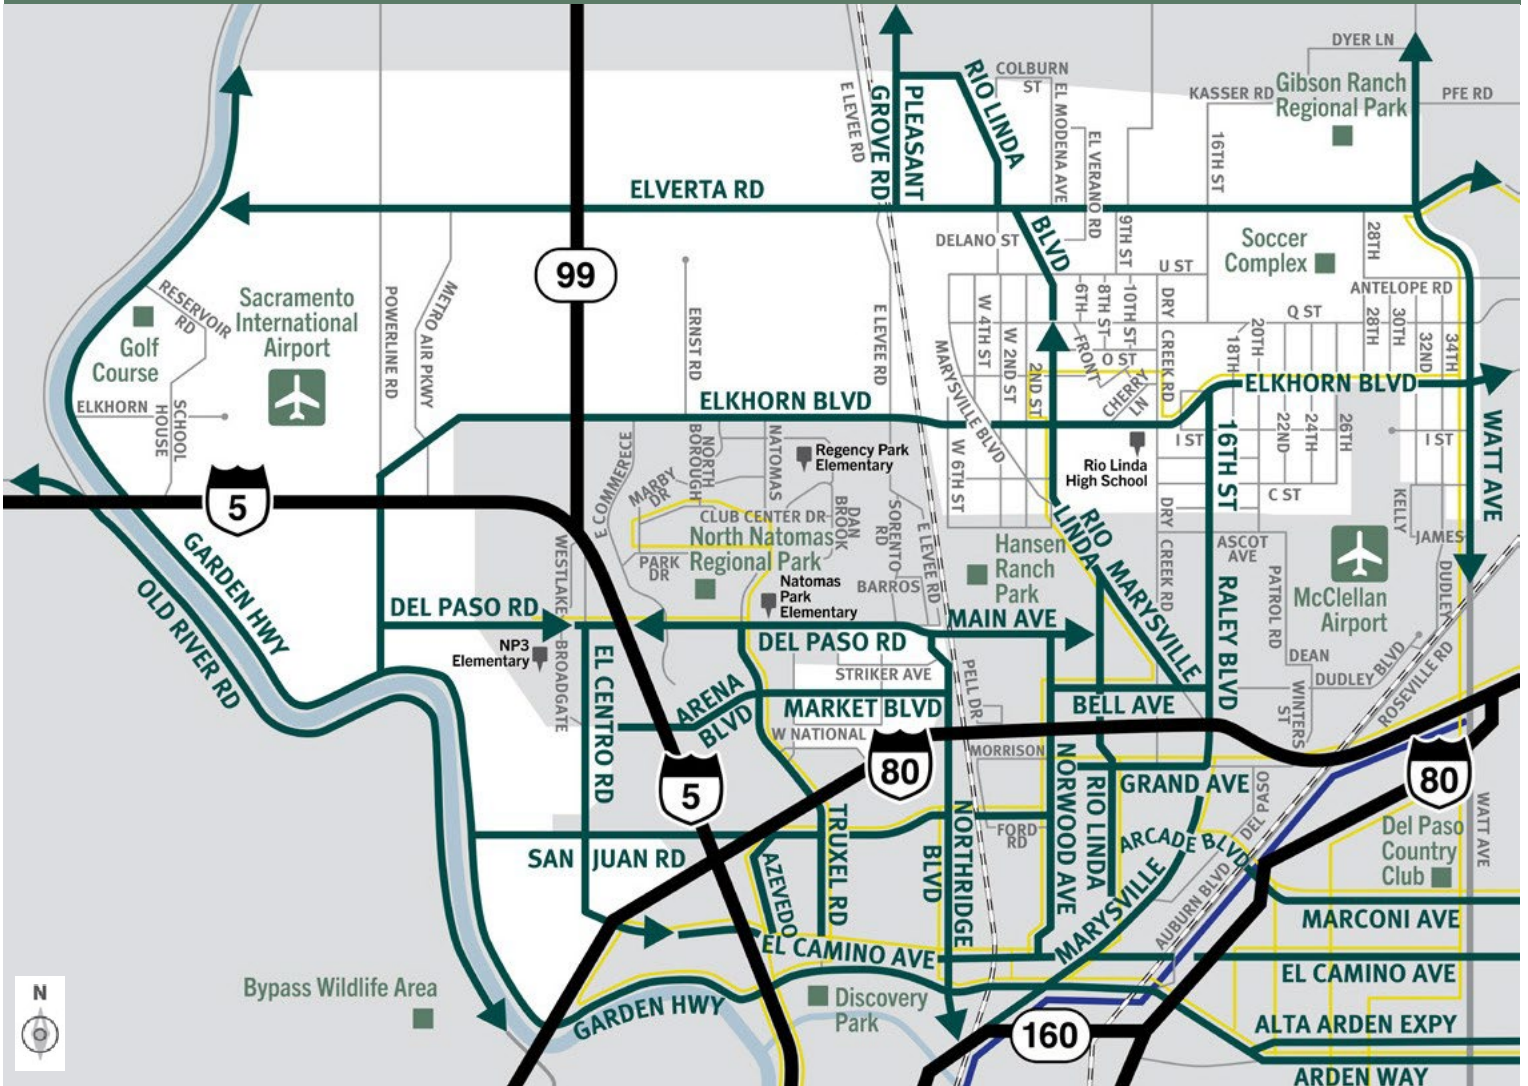 DYER LN
COLBURN
ST
Gibson Ranch
Regional Park
KASSER RD
PFE RD
E LEVEE RD
PLEASANT
GROVE RD
RIO LINDA
BLVD
EL MODENA AVE
EL VERANO RD
16TH ST
ELVERTA RD
9TH ST
28TH
DELANO ST
Soccer
Complex
U ST
99
ANTELOPE RD
RESERVOIR
RD
Sacramento
International
Airport
POWERLINE RD
METRO AIR PKWY
ERNST RD
E LEVEE RD
W 4TH ST
W 2ND ST
2ND ST
6TH
8TH ST
10TH ST
DRY
CREEK RD
Q ST
18TH
20TH
28TH
30TH
32ND
34TH
Golf
Course
MARYSVILLE BLVD
FRONT
O ST
CHERRY
LN
ELKHORN BLVD
ELKHORN
SCHOOL
HOUSE
ELKHORN BLVD
W 6TH ST
16TH ST
22ND
24TH
26TH
WATT AVE
I ST
I ST
E COMMERECE
NORTH
BOROUGH
NATOMAS
Regency Park
Elementary
Rio Linda
High School
MARBY
DR
5
CLUB CENTER DR
DAN
BROOK
SORENTO
RD
E LEVEE RD
DRY
CREEK RD
C ST
KELLY
JAMES
North Natomas
Regional Park
PARK
DR
Hansen
Ranch
Park
RIO
LINDA
MARYSVILLE
ASCOT
AVE
PATROL RD
McClellan
Airport
DUDLEY
GARDEN HWY
OLD RIVER RD
WESTLAKE
BROADGATE
Natomas
Park
Elementary
BARROS
DEL PASO RD
MAIN AVE
DEL PASO RD
NP3
Elementary
RALEY BLVD
EL CENTRO RD
STRIKER AVE
PELL DR
DEAN
DUDLEY BLVD
ROSEVILLE RD
WINTERS
ST
ARENA
BLVD
MARKET BLVD
BELL AVE
W NATIONAL
MORRISON
80
5
80
NORWOOD AVE
RIO LINDA
GRAND AVE
DEL PASO
WATT AVE
TRUXEL RD
NORTHRIDGE
BLVD
FORD
RD
ARCADE BLVD
Del Paso
Country
Club
SAN JUAN RD
AZEVEDO
MARYSVILLE
AUBURN BLVD
MARCONI AVE
EL CAMINO AVE
EL CAMINO AVE
Bypass Wildlife Area
GARDEN HWY
Discovery
Park
N
160
ALTA ARDEN EXPY
ARDEN WAY